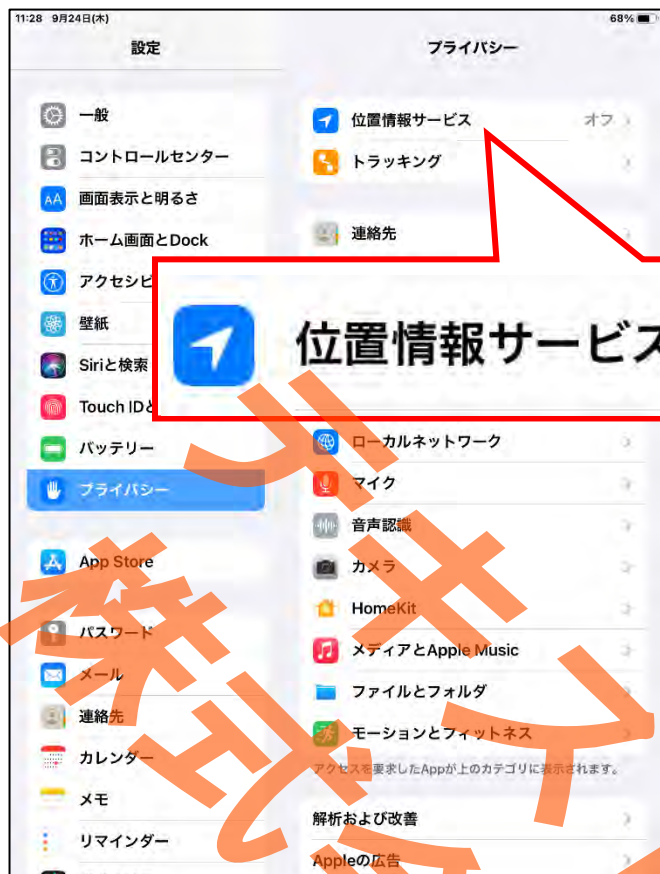 11:28 9月24日(木)
68%
設定
一般
コントロールセンター
画面表示と明るさ
ホーム画面とDock
アクセシビ
壁紙
Siriと検索
Touch IDと
バッテリー
プライバシー
App Store
パスワード
メール
連絡先
カレンダー
メモ
リマインダー
プライバシー
位置情報サービス オフ
トラッキング
連絡先
位置情報サービス
ローカルネットワーク
マイク
音声認識
カメラ
HomeKit
メディアとApple Music
ファイルとフォルダ
モーションとフィットネス
アクセスを要求したAppが上のカテゴリに表示されます。
解析および改善
Appleの広告
テキス
株式